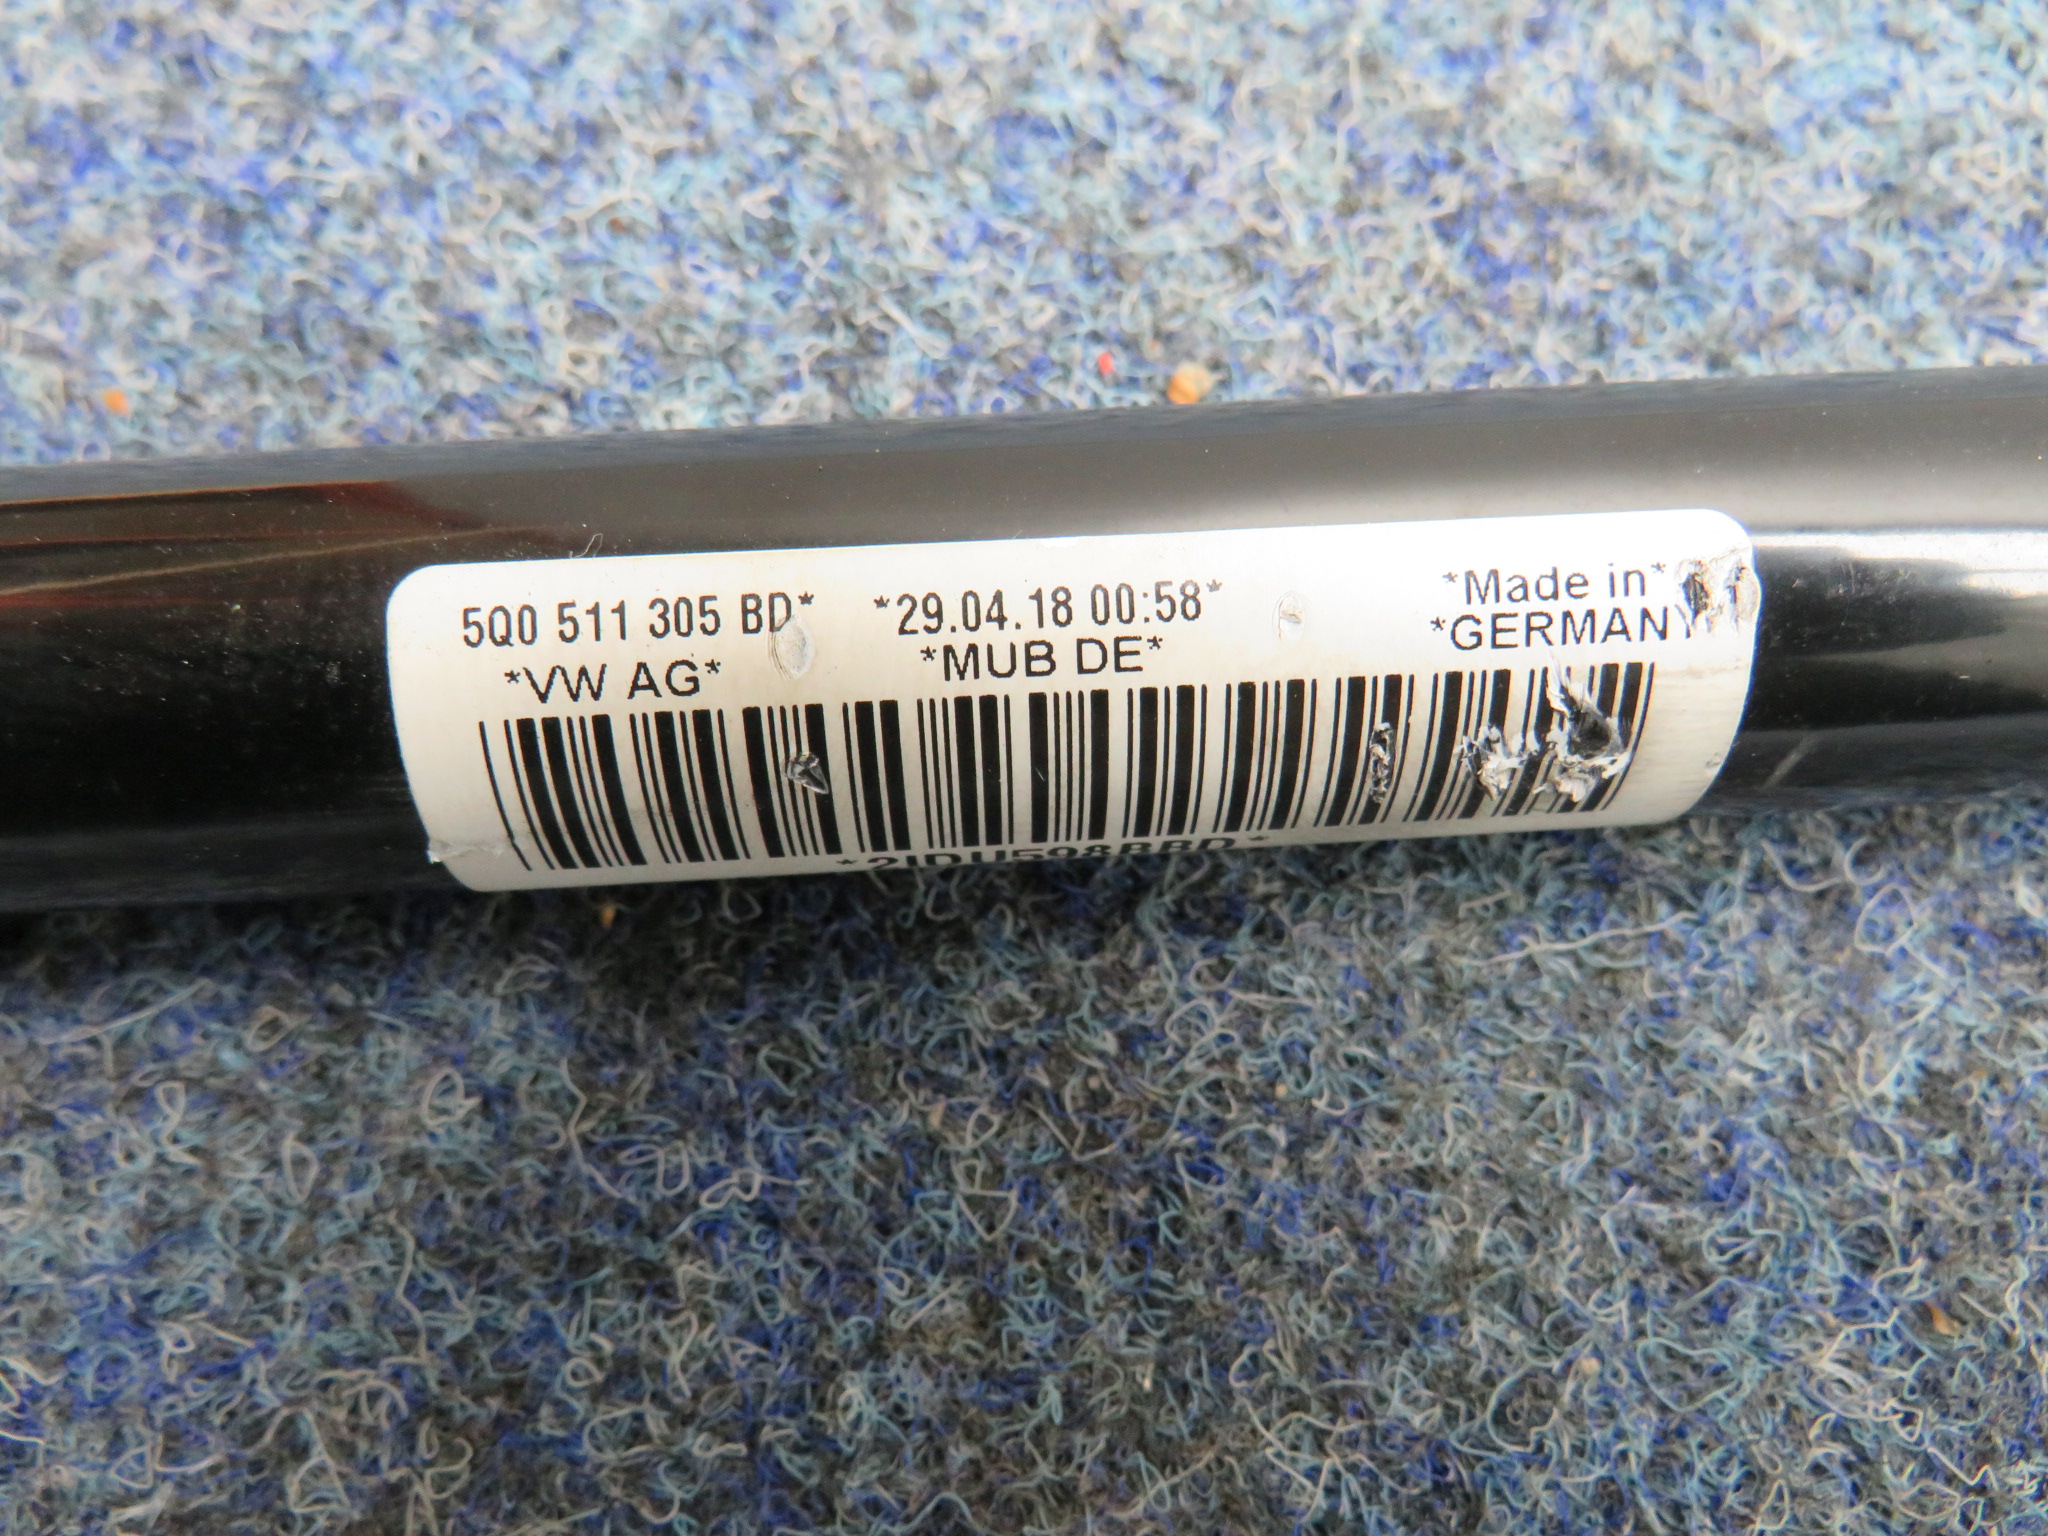 5Q0 511 305 BD* *29.04.18 00:58* *Made in*
*VW AG* *MUB DE* *GERMANY